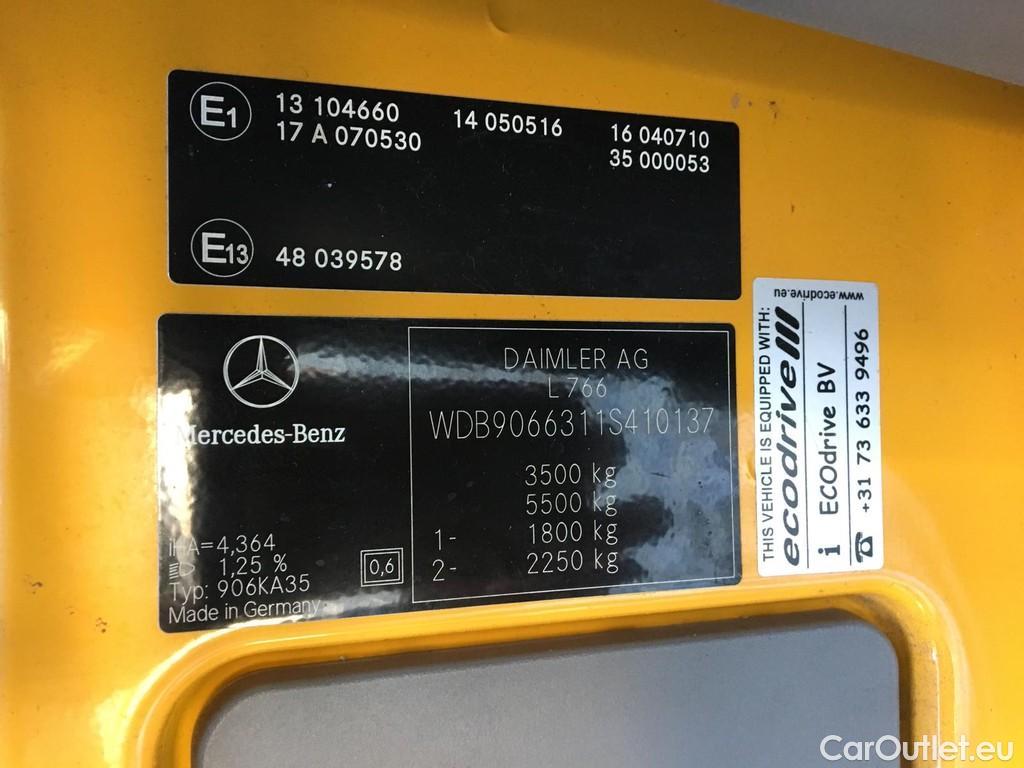 E1 13 104660 14 050516 16 040710
17 A 070530 35 000053
E13 48 039578
Mercedes-Benz
DAIMLER AG
L 766
WDB9066311S410137
3500 kg
5500 kg
1- 1800 kg
2- 2250 kg
iHA=4,364
1,25 %
Typ: 906KA35
Made in Germany
0,6
THIS VEHICLE IS EQUIPPED WITH:
ecodrive
i ECOdrive BV
+31 73 633 9496
www.ecodrive.eu
CarOutlet.eu